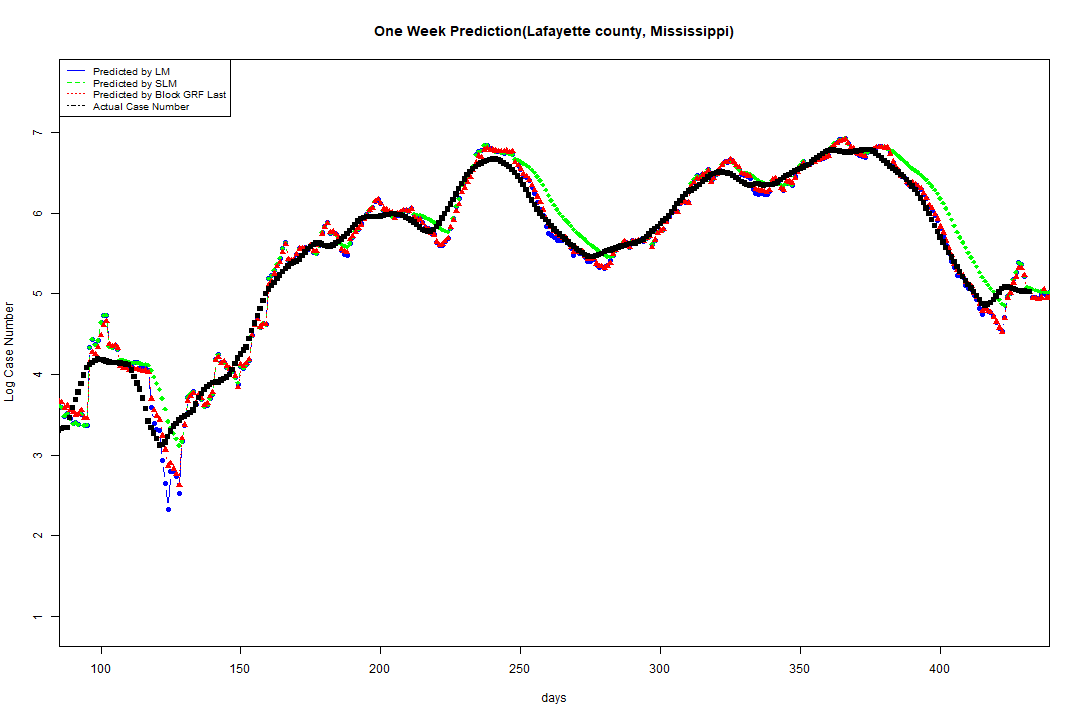 One Week Prediction(Lafayette county, Mississippi)
Predicted by LM
Predicted by SLM
Predicted by Block GRF Last
Actual Case Number
7
6
5
4
3
2
1
Log Case Number
100 150 200 250 300 350 400
days